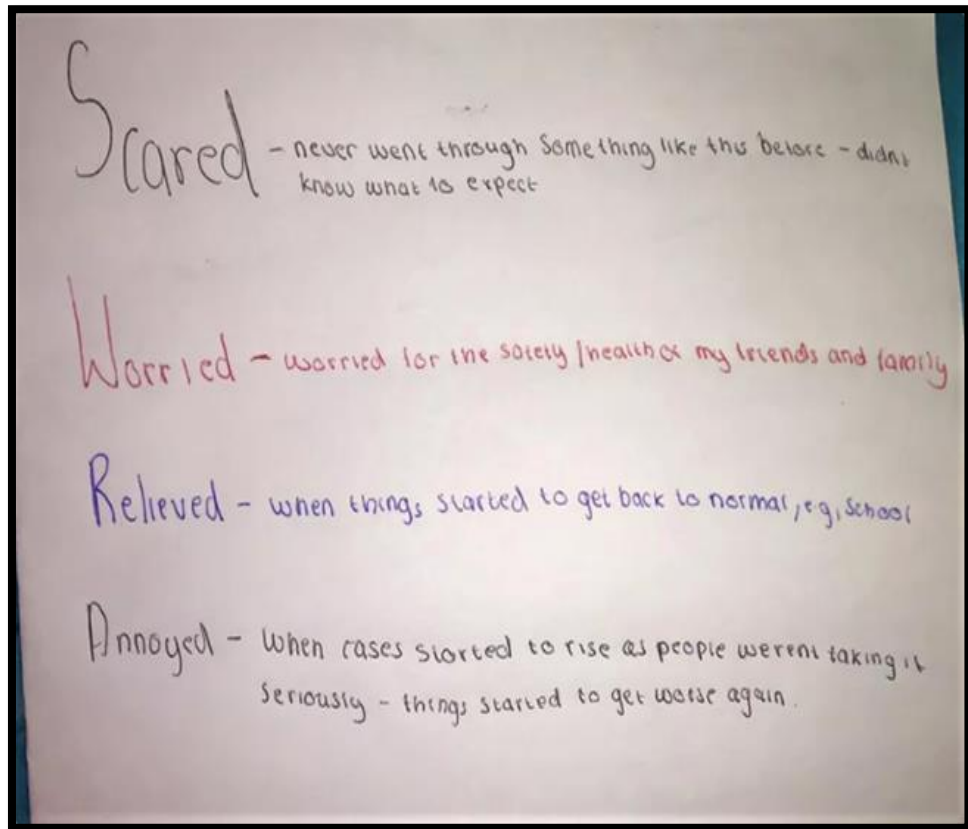 Scared - never went through something like this before - didnt
know what to expect
Worried - worried for the safety/health of my friends and family
Relieved - when things started to get back to normal, e.g, school
Annoyed - when cases started to rise as people werent taking it
seriously - things started to get worse again.